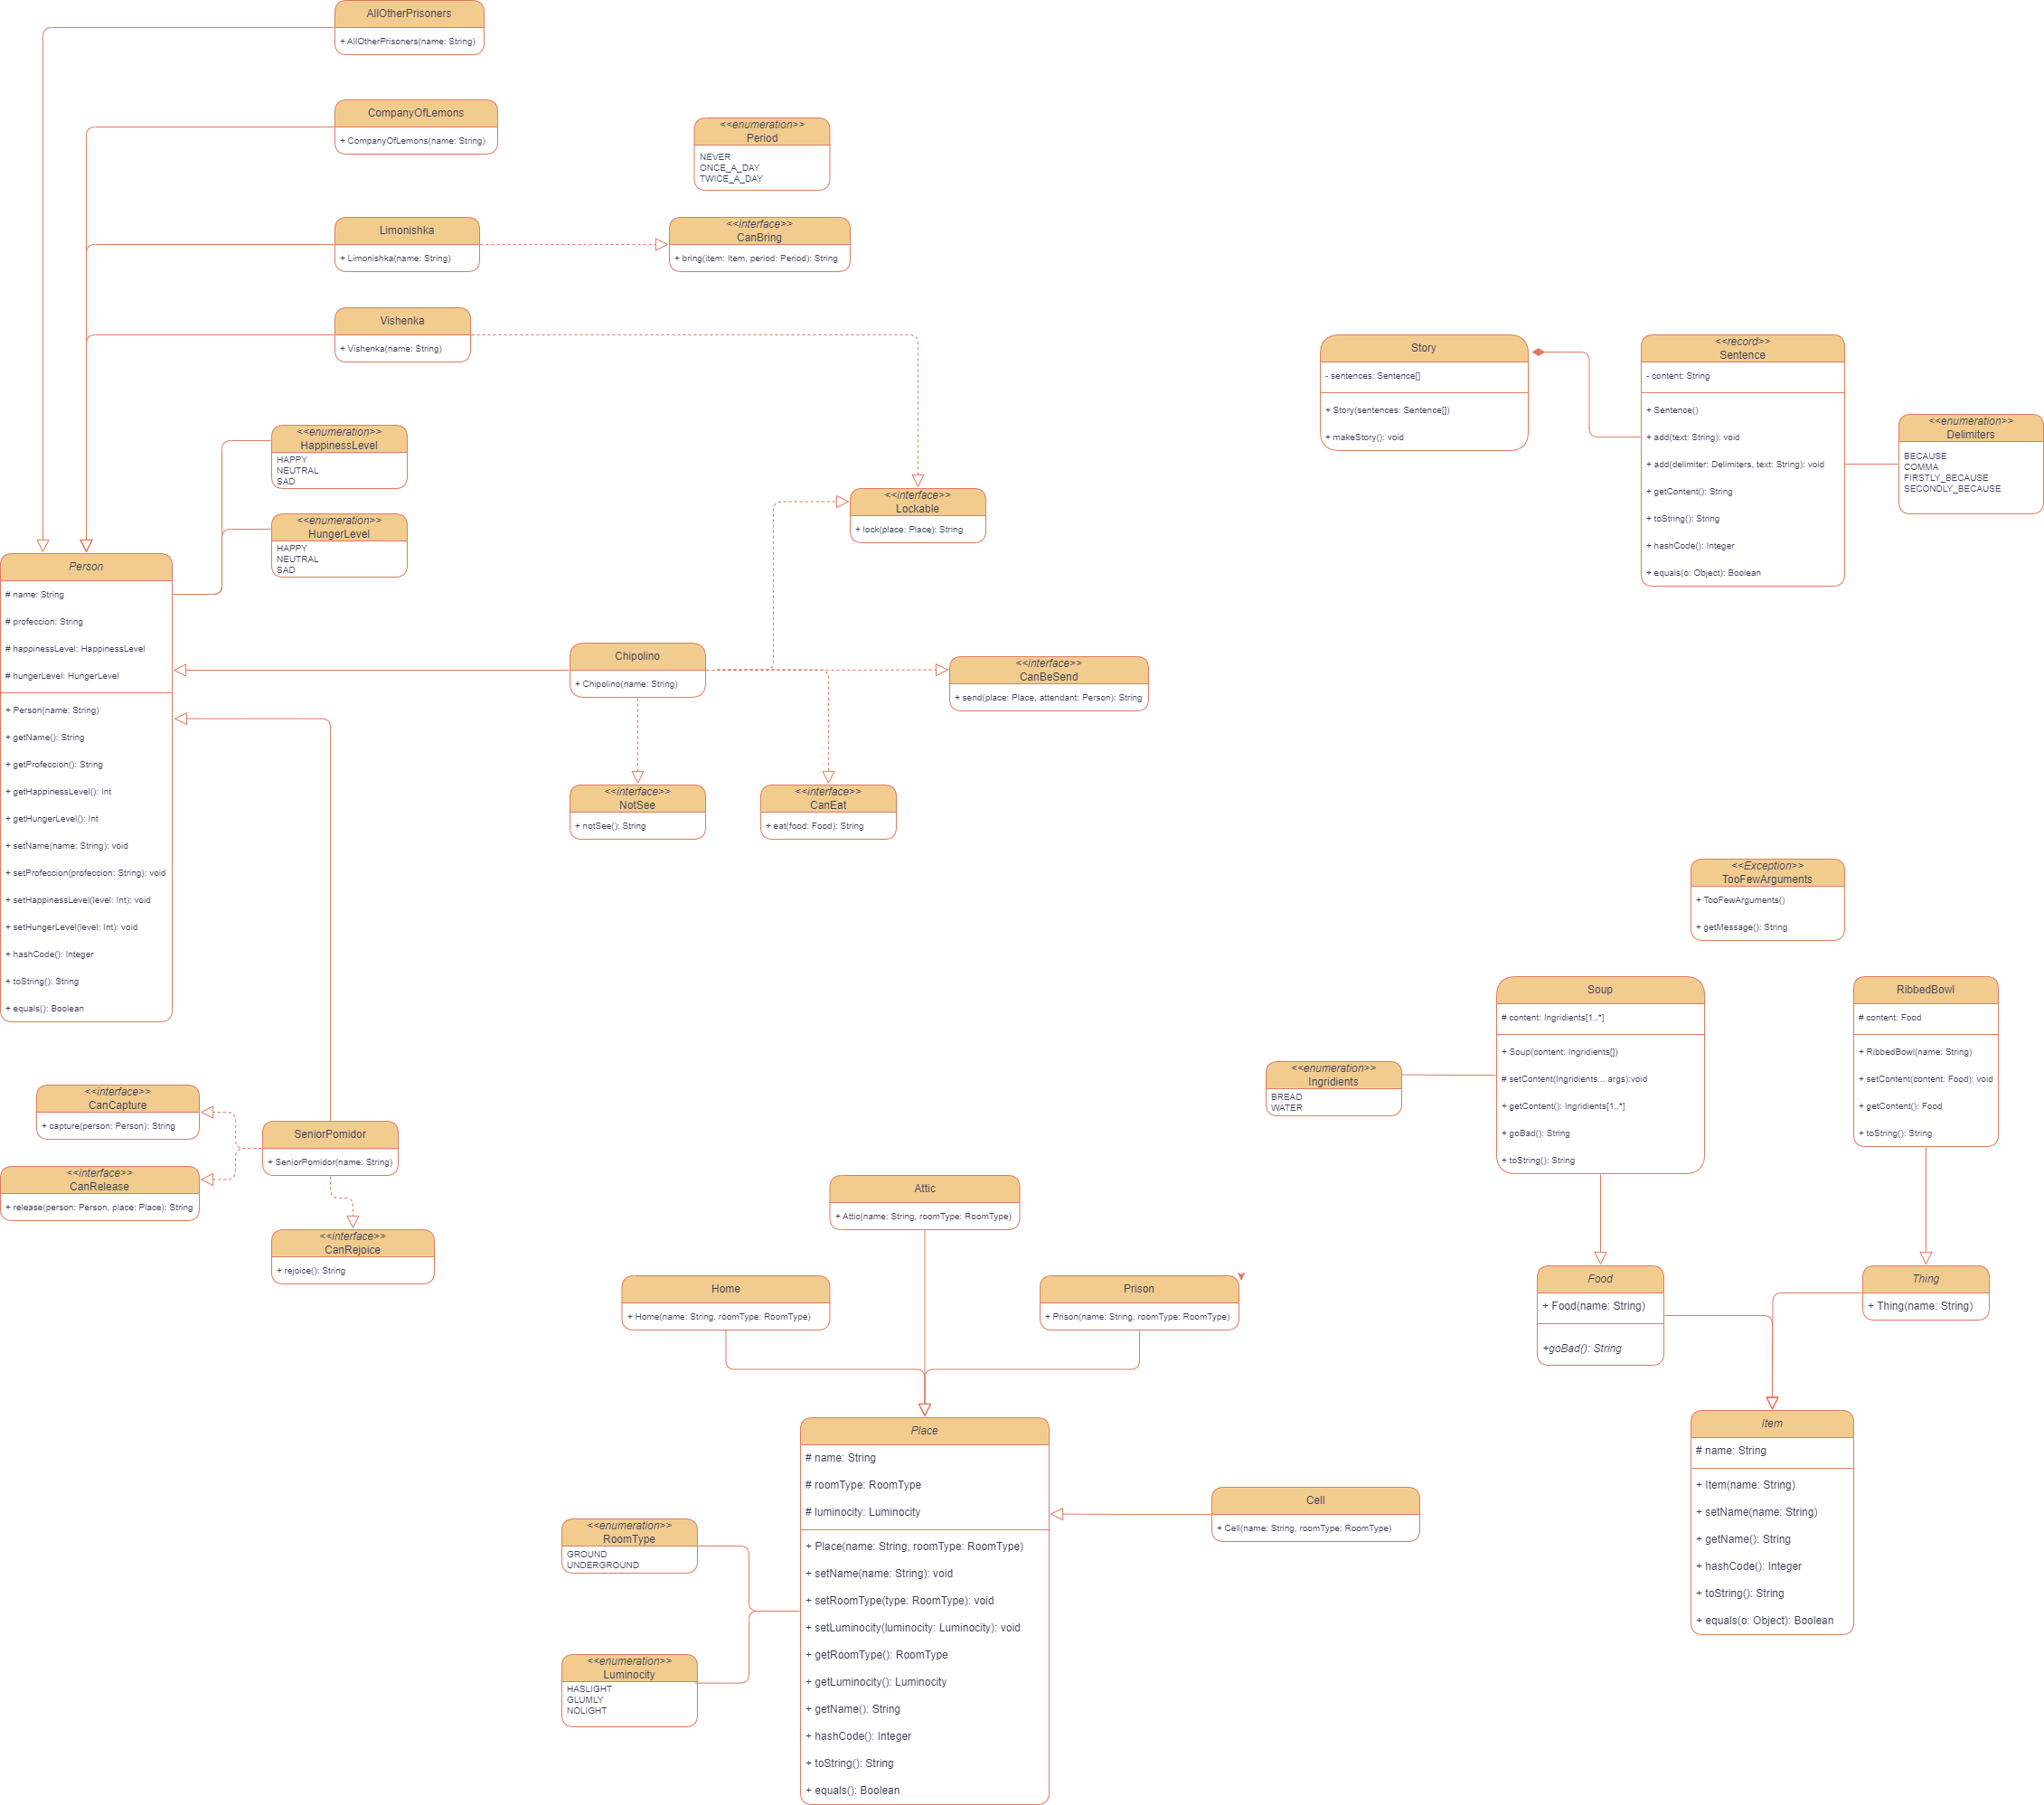 AllOtherPrisoners
+ AllOtherPrisoners(name: String)
CompanyOfLemons
+ CompanyOfLemons(name: String)
<<enumeration>>
Period
NEVER
ONCE_A_DAY
TWICE_A_DAY
Limonishka
+ Limonishka(name: String)
<<interface>>
CanBring
+ bring(item: Item, period: Period): String
Vishenka
+ Vishenka(name: String)
Story
- sentences: Sentence[]
+ Story(sentences: Sentence[])
+ makeStory(): void
<<record>>
Sentence
- content: String
+ Sentence()
+ add(text: String): void
+ add(delimiter: Delimiters, text: String): void
+ getContent(): String
+ toString(): String
+ hashCode(): Integer
+ equals(o: Object): Boolean
<<enumeration>>
Delimiters
BECAUSE
COMMA
FIRSTLY_BECAUSE
SECONDLY_BECAUSE
<<enumeration>>
HappinessLevel
HAPPY
NEUTRAL
SAD
<<enumeration>>
HungerLevel
HAPPY
NEUTRAL
SAD
<<interface>>
Lockable
+ lock(place: Place): String
Person
# name: String
# profeccion: String
# happinessLevel: HappinessLevel
# hungerLevel: HungerLevel
+ Person(name: String)
+ getName(): String
+ getProfeccion(): String
+ getHappinessLevel(): Int
+ getHungerLevel(): Int
+ setName(name: String): void
+ setProfeccion(profeccion: String): void
+ setHappinessLevel(level: Int): void
+ setHungerLevel(level: Int): void
+ hashCode(): Integer
+ toString(): String
+ equals(): Boolean
Chipolino
+ Chipolino(name: String)
<<interface>>
CanBeSend
+ send(place: Place, attendant: Person): String
<<interface>>
NotSee
+ notSee(): String
<<interface>>
CanEat
+ eat(food: Food): String
<<Exception>>
TooFewArguments
+ TooFewArguments()
+ getMessage(): String
Soup
# content: Ingridients[1..*]
+ Soup(content: Ingridients[])
# setContent(Ingridients... args):void
+ getContent(): Ingridients[1..*]
+ goBad(): String
+ toString(): String
RibbedBowl
# content: Food
+ RibbedBowl(name: String)
+ setContent(content: Food): void
+ getContent(): Food
+ toString(): String
<<enumeration>>
Ingridients
BREAD
WATER
<<interface>>
CanCapture
+ capture(person: Person): String
SeniorPomidor
+ SeniorPomidor(name: String)
<<interface>>
CanRelease
+ release(person: Person, place: Place): String
<<interface>>
CanRejoice
+ rejoice(): String
Attic
+ Attic(name: String, roomType: RoomType)
Home
+ Home(name: String, roomType: RoomType)
Prison
+ Prison(name: String, roomType: RoomType)
Food
+ Food(name: String)
+goBad(): String
Thing
+ Thing(name: String)
Place
# name: String
# roomType: RoomType
# luminocity: Luminocity
+ Place(name: String, roomType: RoomType)
+ setName(name: String): void
+ setRoomType(type: RoomType): void
+ setLuminocity(luminocity: Luminocity): void
+ getRoomType(): RoomType
+ getLuminocity(): Luminocity
+ getName(): String
+ hashCode(): Integer
+ toString(): String
+ equals(): Boolean
Cell
+ Cell(name: String, roomType: RoomType)
<<enumeration>>
RoomType
GROUND
UNDERGROUND
<<enumeration>>
Luminocity
HASLIGHT
GLUMLY
NOLIGHT
Item
# name: String
+ Item(name: String)
+ setName(name: String)
+ getName(): String
+ hashCode(): Integer
+ toString(): String
+ equals(o: Object): Boolean